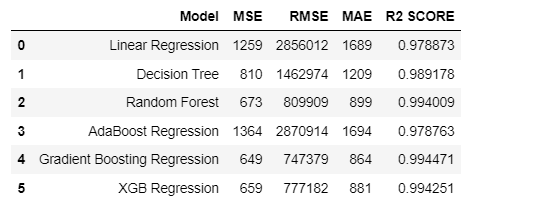 Model MSE RMSE MAE R2 SCORE
0 Linear Regression 1259 2856012 1689 0.978873
1 Decision Tree 810 1462974 1209 0.989178
2 Random Forest 673 809909 899 0.994009
3 AdaBoost Regression 1364 2870914 1694 0.978763
4 Gradient Boosting Regression 649 747379 864 0.994471
5 XGB Regression 659 777182 881 0.994251